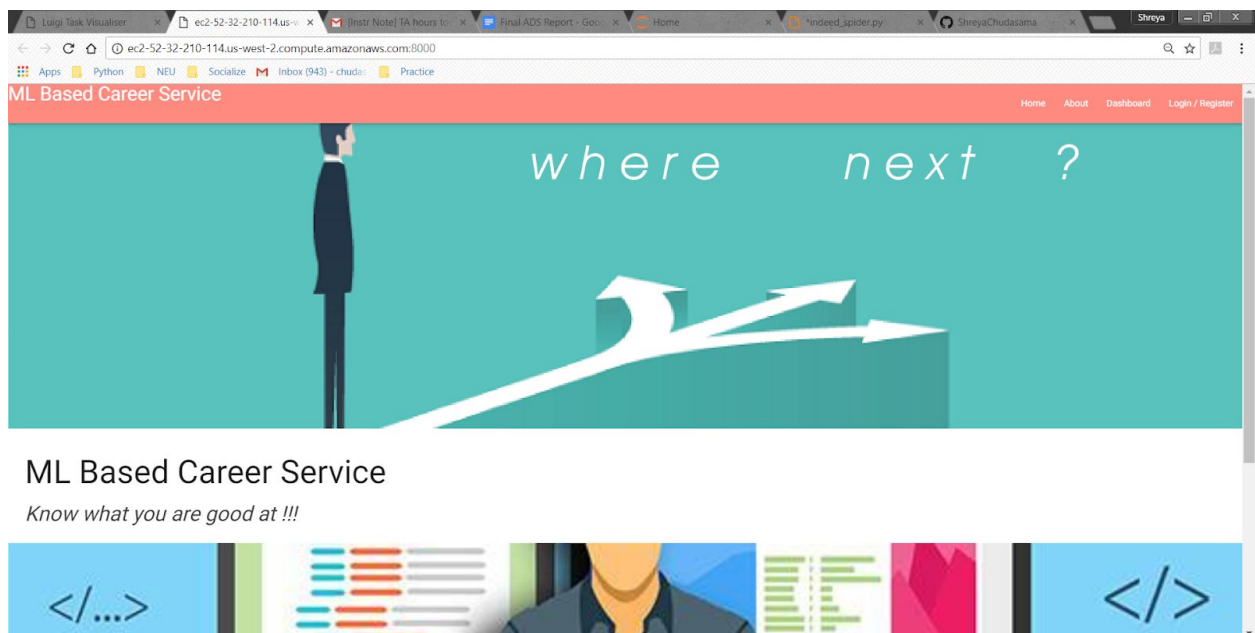 Luigi Task Visualiser
ec2-52-32-210-114.us-w
[Instr Note] TA hours to
Final ADS Report - Goog
Home
*indeed_spider.py
ShreyaChudasama
Shreya
ec2-52-32-210-114.us-west-2.compute.amazonaws.com:8000
Apps Python NEU Socialize Inbox (943) - chudas Practice
ML Based Career Service
Home About Dashboard Login / Register
where next ?
ML Based Career Service
Know what you are good at !!!
</...>
</>